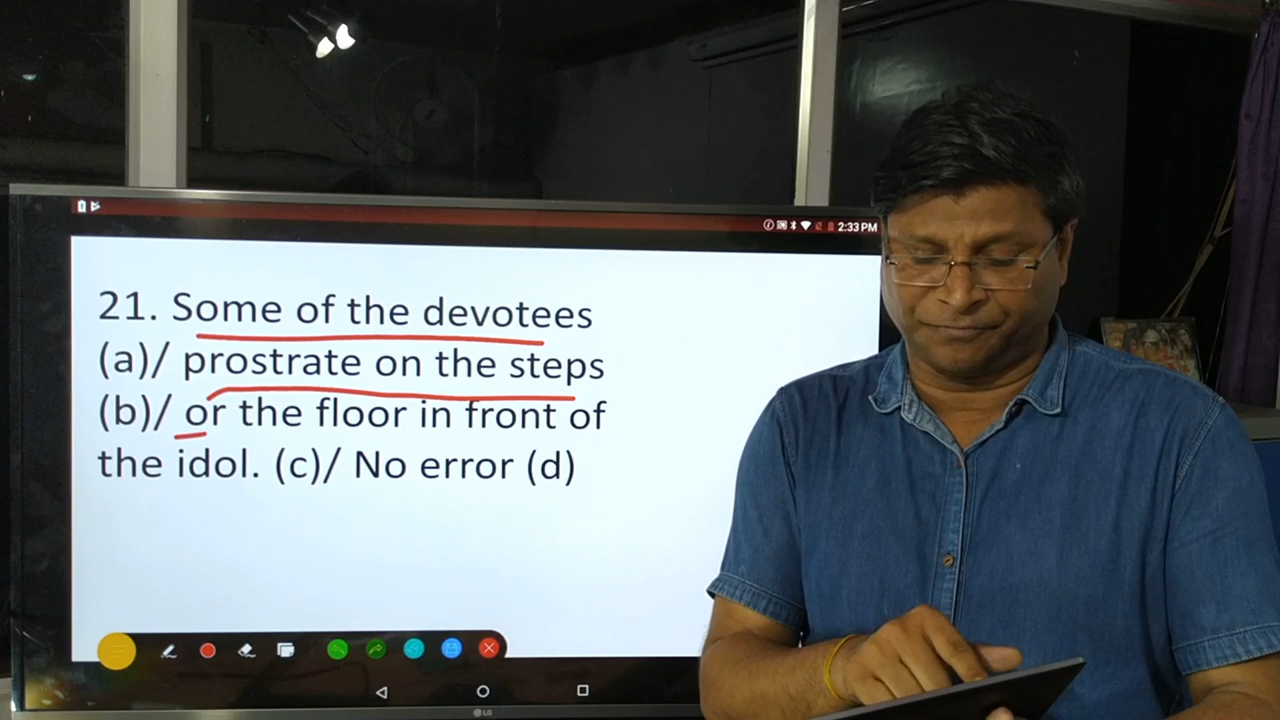 2:33 PM
21. Some of the devotees
(a)/ prostrate on the steps
(b)/ or the floor in front of
the idol. (c)/ No error (d)
LG